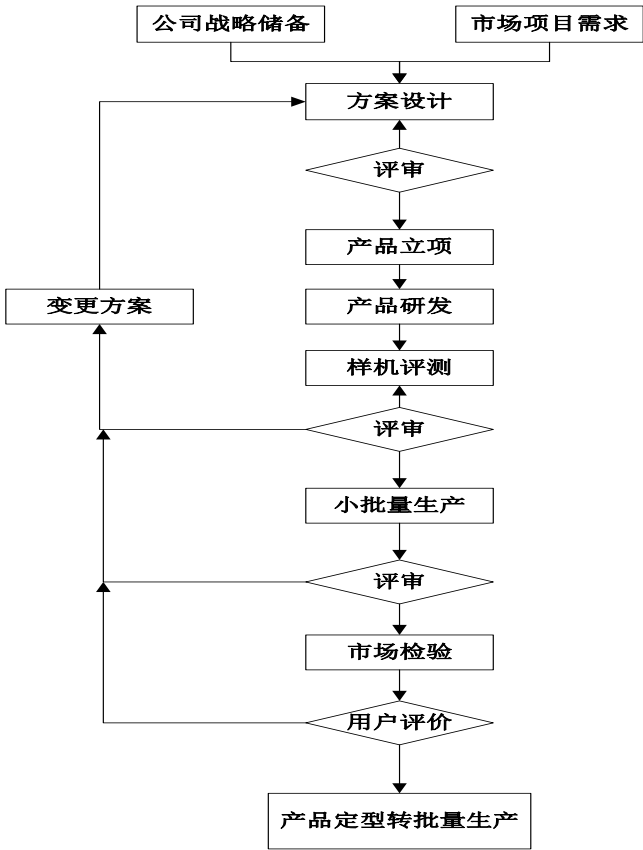 公司战略储备
市场项目需求
方案设计
评审
产品立项
变更方案
产品研发
样机评测
评审
小批量生产
评审
市场检验
用户评价
产品定型转批量生产